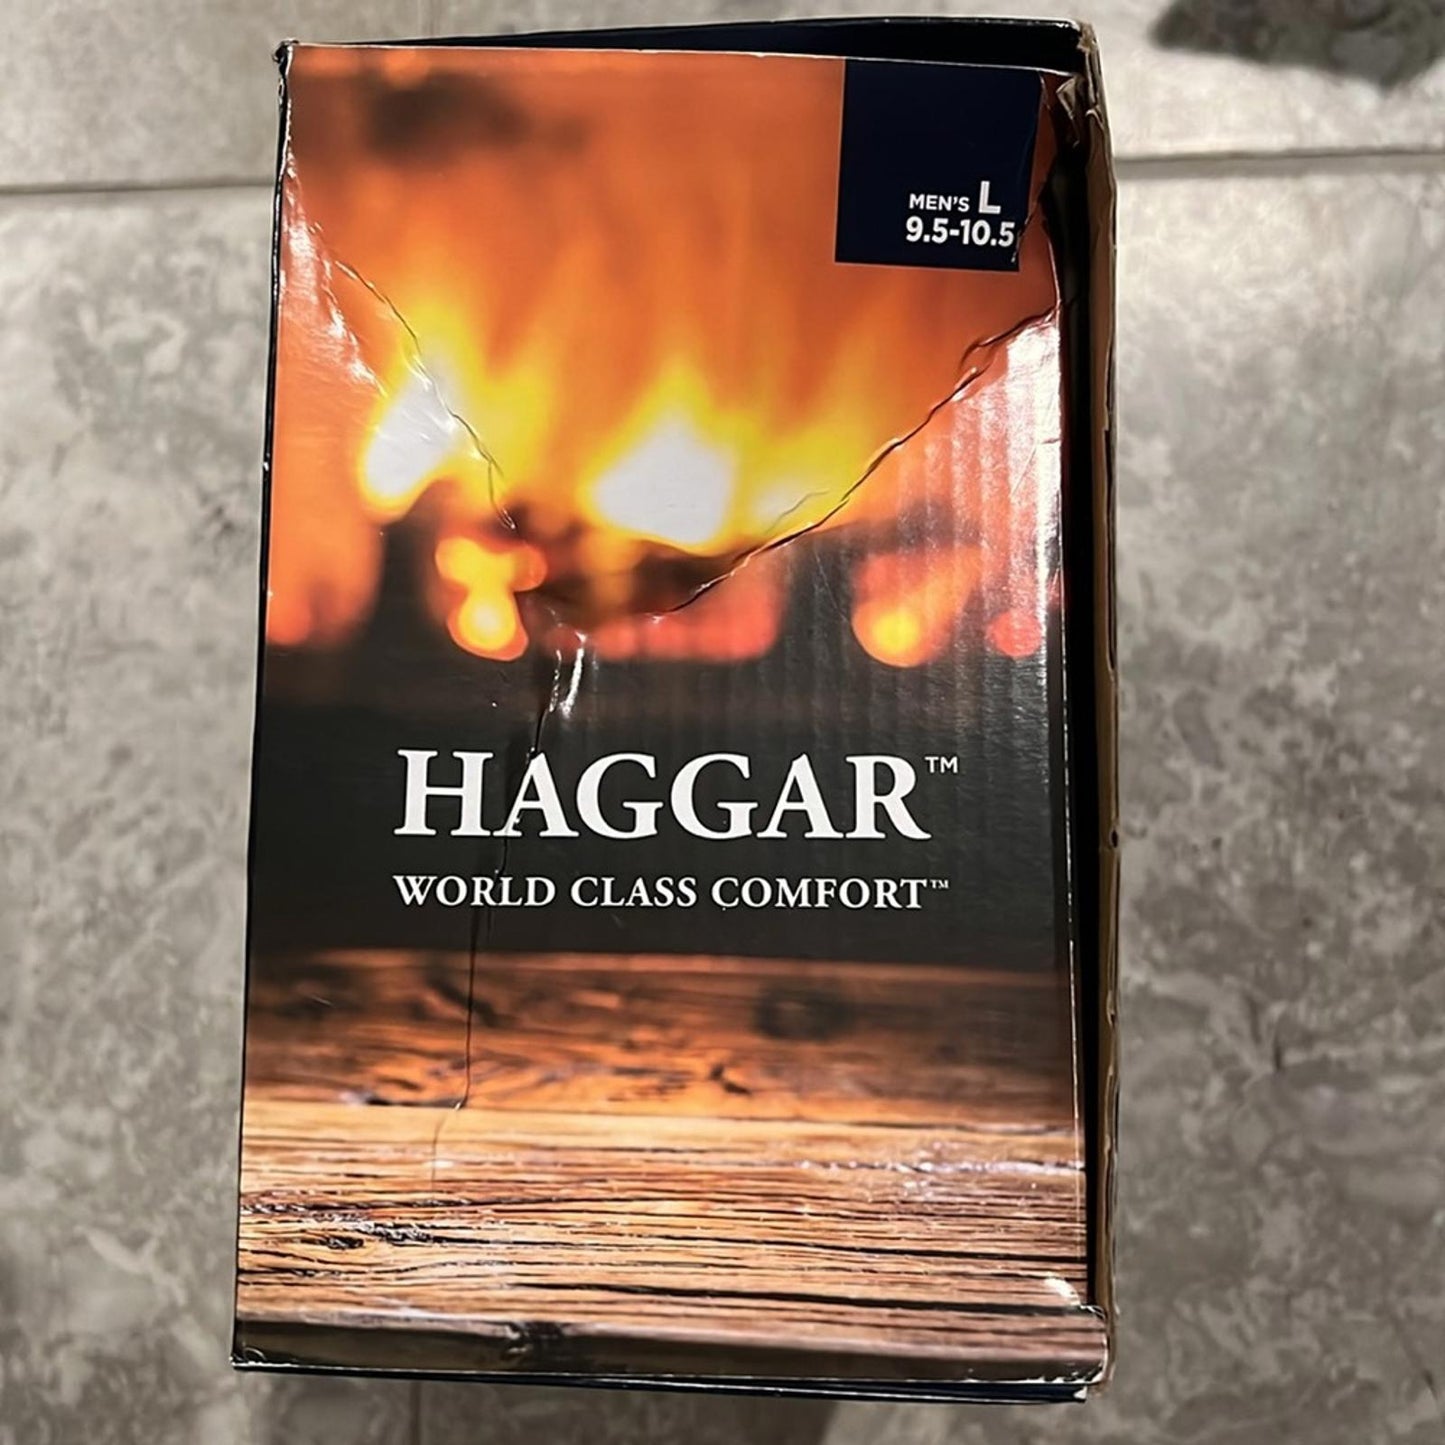 MEN'S L
9.5-10.5
HAGGAR™
WORLD CLASS COMFORT™